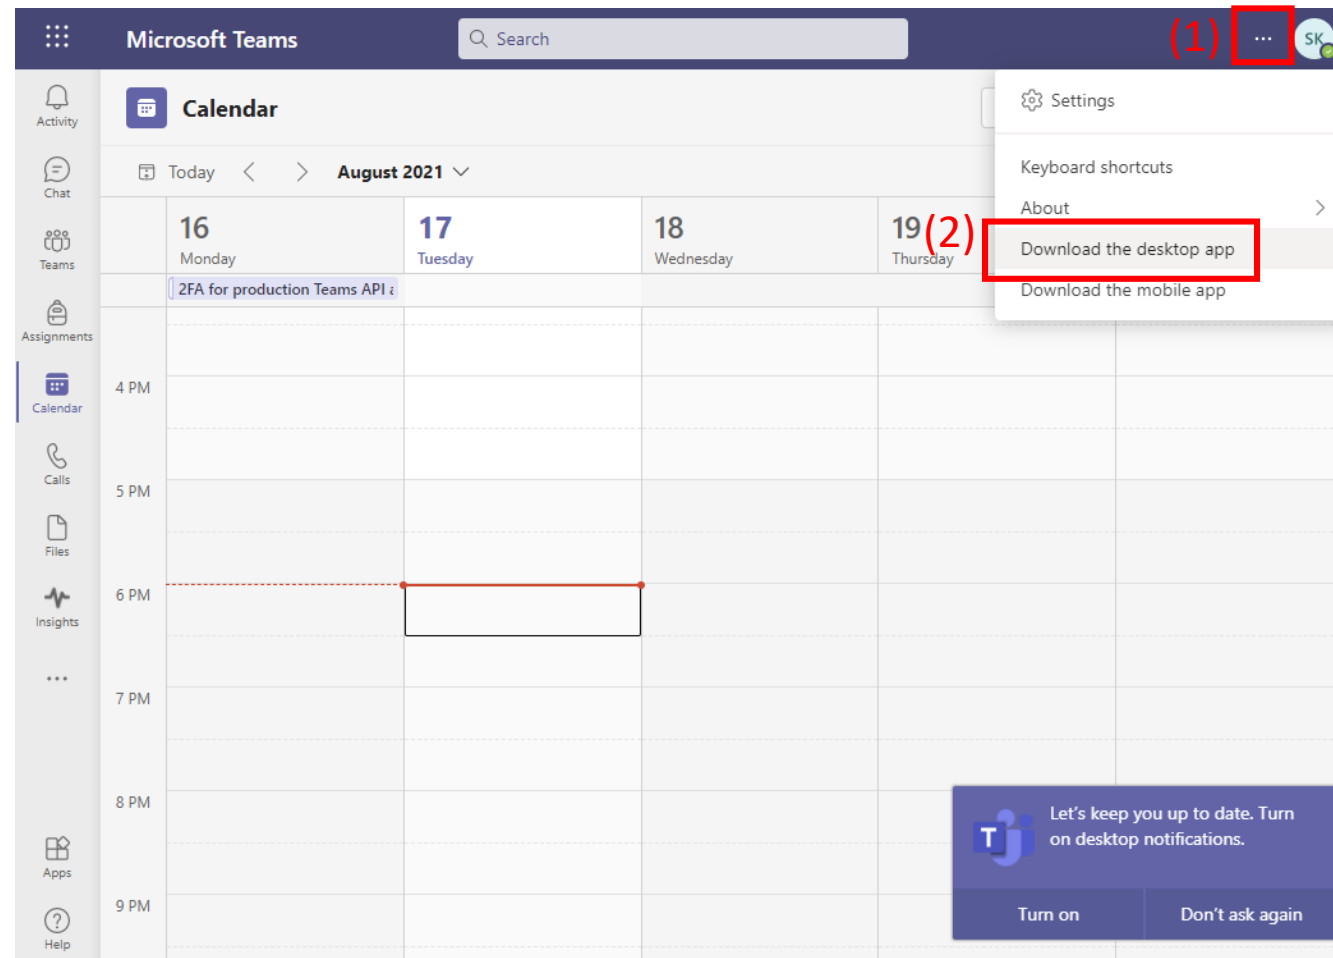 Microsoft Teams
Search
(1)
...
SK
Activity
Chat
Teams
Assignments
Calendar
Calls
Files
Insights
...
Apps
Help
Calendar
Today
August 2021
16
Monday
17
Tuesday
18
Wednesday
19
Thursday
2FA for production Teams API a
4 PM
5 PM
6 PM
7 PM
8 PM
9 PM
Settings
Keyboard shortcuts
About
(2)
Download the desktop app
Download the mobile app
T
Let's keep you up to date. Turn
on desktop notifications.
Turn on
Don't ask again